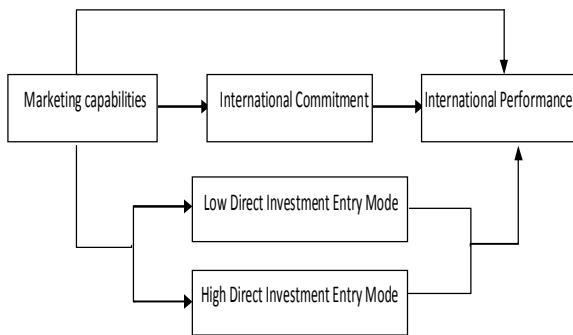 Marketing capabilities
International Commitment
International Performance
Low Direct Investment Entry Mode
High Direct Investment Entry Mode